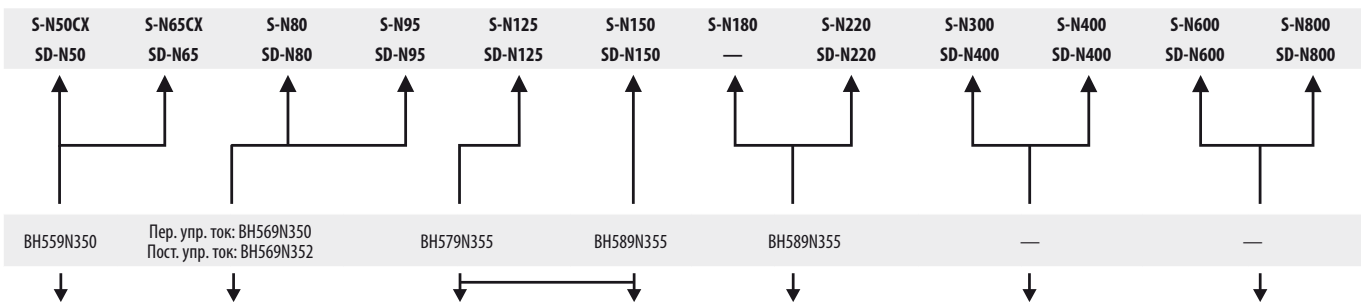 S-N50CX S-N65CX S-N80 S-N95 S-N125 S-N150 S-N180 S-N220 S-N300 S-N400 S-N600 S-N800
SD-N50 SD-N65 SD-N80 SD-N95 SD-N125 SD-N150 — SD-N220 SD-N400 SD-N400 SD-N600 SD-N800
BH559N350
Пер. упр. ток: BH569N350
Пост. упр. ток: BH569N352
BH579N355 BH589N355 BH589N355 — —